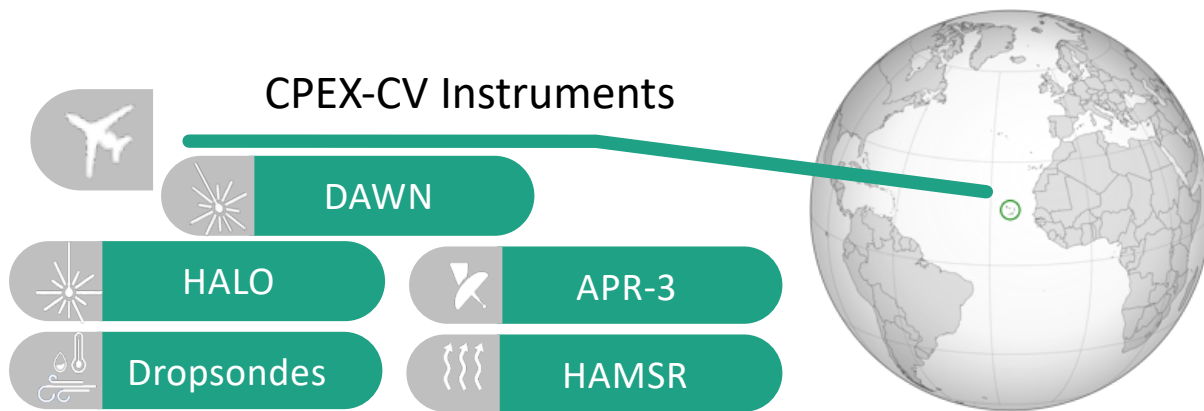 CPEX-CV Instruments
DAWN
HALO
APR-3
Dropsondes
HAMSR